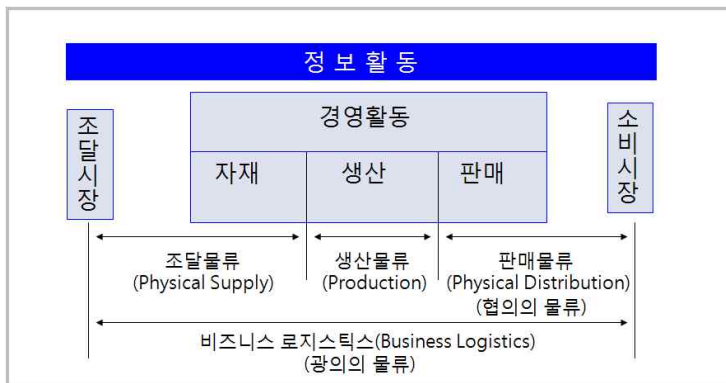 정 보 활 동
조달시장
경영활동
자재
생산
판매
소비시장
조달물류
(Physical Supply)
생산물류
(Production)
판매물류
(Physical Distribution)
(협의의 물류)
비즈니스 로지스틱스(Business Logistics)
(광의의 물류)